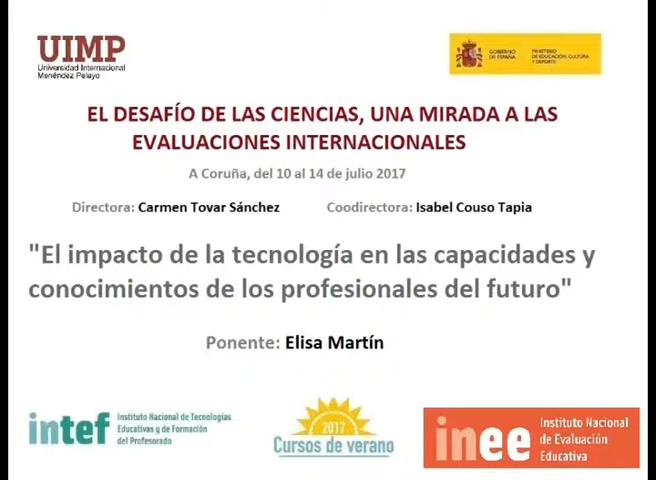 UIMP
Universidad Internacional
Menéndez Pelayo
GOBIERNO
DE ESPAÑA
MINISTERIO
DE EDUCACIÓN, CULTURA
Y DEPORTE
EL DESAFÍO DE LAS CIENCIAS, UNA MIRADA A LAS
EVALUACIONES INTERNACIONALES
A Coruña, del 10 al 14 de julio 2017
Directora: Carmen Tovar Sánchez
Coodirectora: Isabel Couso Tapia
"El impacto de la tecnología en las capacidades y
conocimientos de los profesionales del futuro"
Ponente: Elisa Martín
intef
Instituto Nacional de Tecnologías
Educativas y de Formación
del Profesorado
2017
Cursos de verano
inee
Instituto Nacional
de Evaluación
Educativa